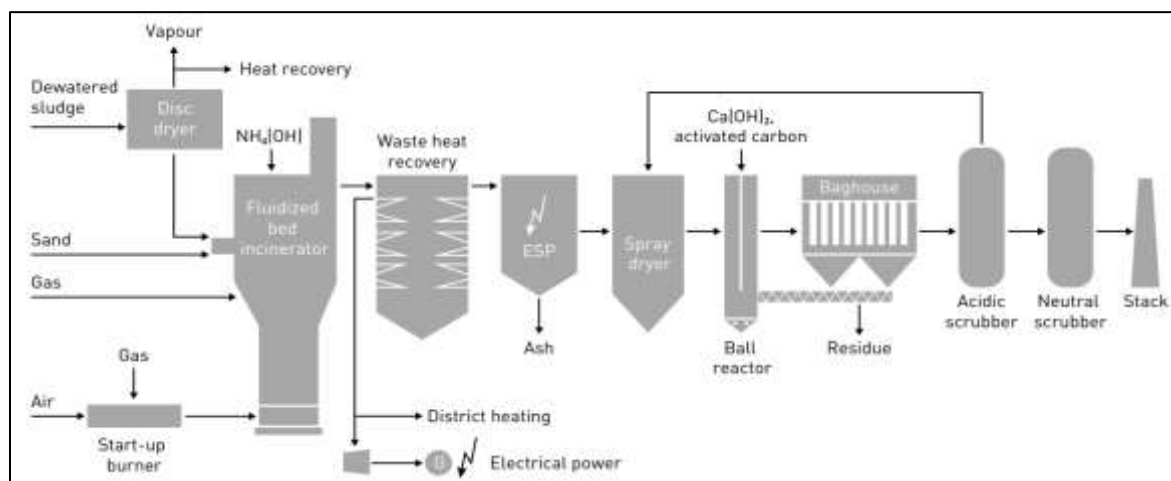 Vapour
Heat recovery
Dewatered
sludge
Disc
dryer
NH₄(OH)
Waste heat
recovery
Ca(OH)₂,
activated carbon
Fluidized
bed
incinerator
Baghouse
Sand
ESP
Spray
dryer
Gas
Acidic
scrubber
Neutral
scrubber
Stack
Ash
Ball
reactor
Residue
Gas
Air
Start-up
burner
District heating
G
Electrical power